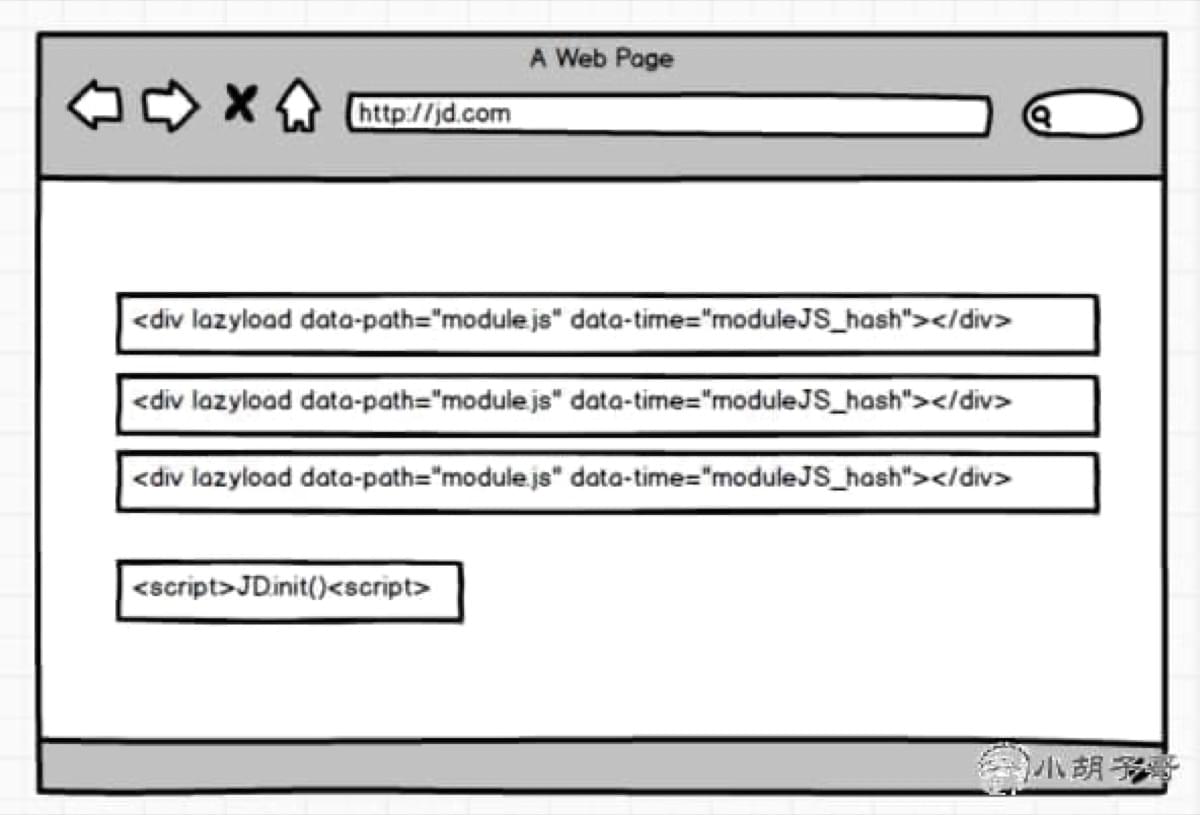 A Web Page
http://jd.com
<div lazyload data-path="module.js" data-time="moduleJS_hash"></div>
<div lazyload data-path="module.js" data-time="moduleJS_hash"></div>
<div lazyload data-path="module.js" data-time="moduleJS_hash"></div>
<script>JD.init()<script>
小胡子哥